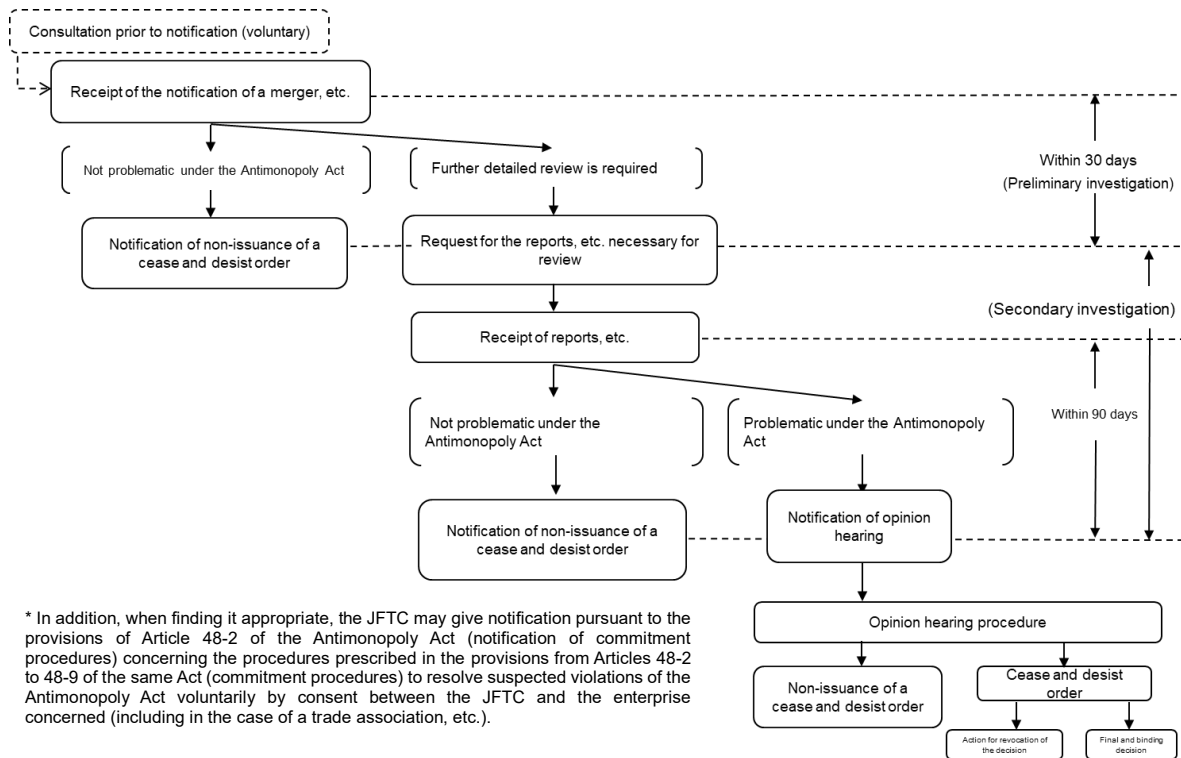 Consultation prior to notification (voluntary)
Receipt of the notification of a merger, etc.
Not problematic under the Antimonopoly Act
Further detailed review is required
Within 30 days
(Preliminary investigation)
Notification of non-issuance of a
cease and desist order
Request for the reports, etc. necessary for
review
(Secondary investigation)
Receipt of reports, etc.
Not problematic under the
Antimonopoly Act
Problematic under the Antimonopoly
Act
Within 90 days
Notification of non-issuance of a
cease and desist order
Notification of opinion
hearing
* In addition, when finding it appropriate, the JFTC may give notification pursuant to the
provisions of Article 48-2 of the Antimonopoly Act (notification of commitment
procedures) concerning the procedures prescribed in the provisions from Articles 48-2
to 48-9 of the same Act (commitment procedures) to resolve suspected violations of
the Antimonopoly Act voluntarily by consent between the JFTC and the enterprise
concerned (including in the case of a trade association, etc.).
Opinion hearing procedure
Non-issuance of a
cease and desist order
Cease and desist
order
Action for revocation of
the decision
Final and binding
decision